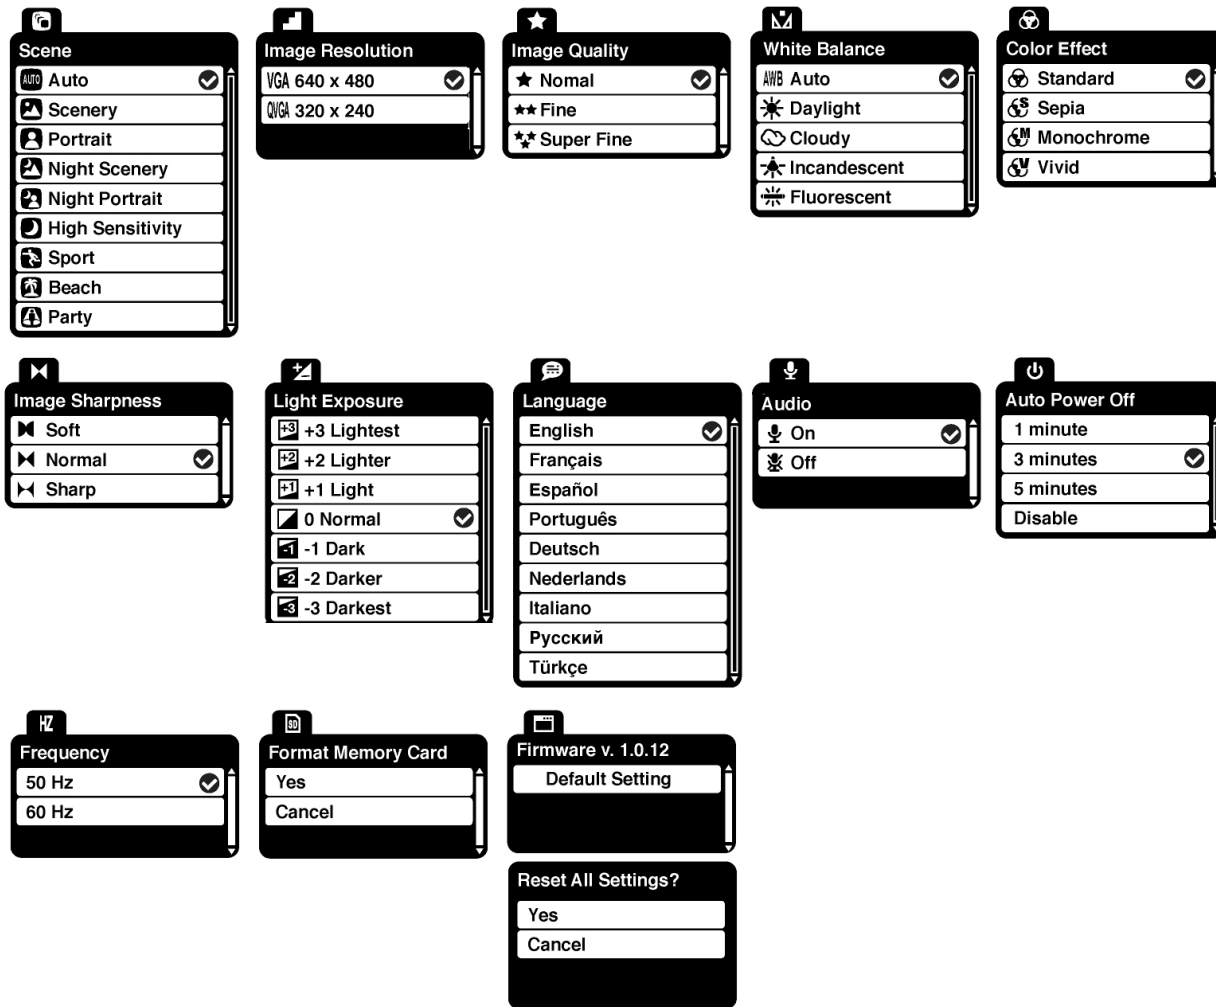 Scene
AUTO Auto
Scenery
Portrait
Night Scenery
Night Portrait
High Sensitivity
Sport
Beach
Party
Image Resolution
VGA 640 x 480
QVGA 320 x 240
Image Quality
Nomal
Fine
Super Fine
White Balance
AWB Auto
Daylight
Cloudy
Incandescent
Fluorescent
Color Effect
Standard
S Sepia
M Monochrome
V Vivid
Image Sharpness
Soft
Normal
Sharp
Light Exposure
+3 +3 Lightest
+2 +2 Lighter
+1 +1 Light
0 Normal
-1 -1 Dark
-2 -2 Darker
-3 -3 Darkest
Language
English
Français
Español
Português
Deutsch
Nederlands
Italiano
Русский
Türkçe
Audio
On
Off
Auto Power Off
1 minute
3 minutes
5 minutes
Disable
HZ
Frequency
50 Hz
60 Hz
SD
Format Memory Card
Yes
Cancel
Firmware v. 1.0.12
Default Setting
Reset All Settings?
Yes
Cancel